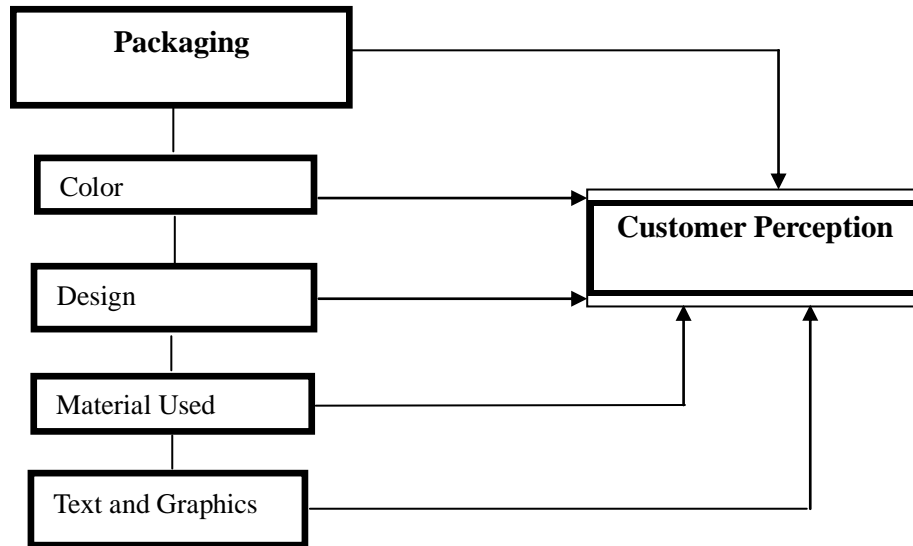 Packaging
Color
Customer Perception
Design
Material Used
Text and Graphics